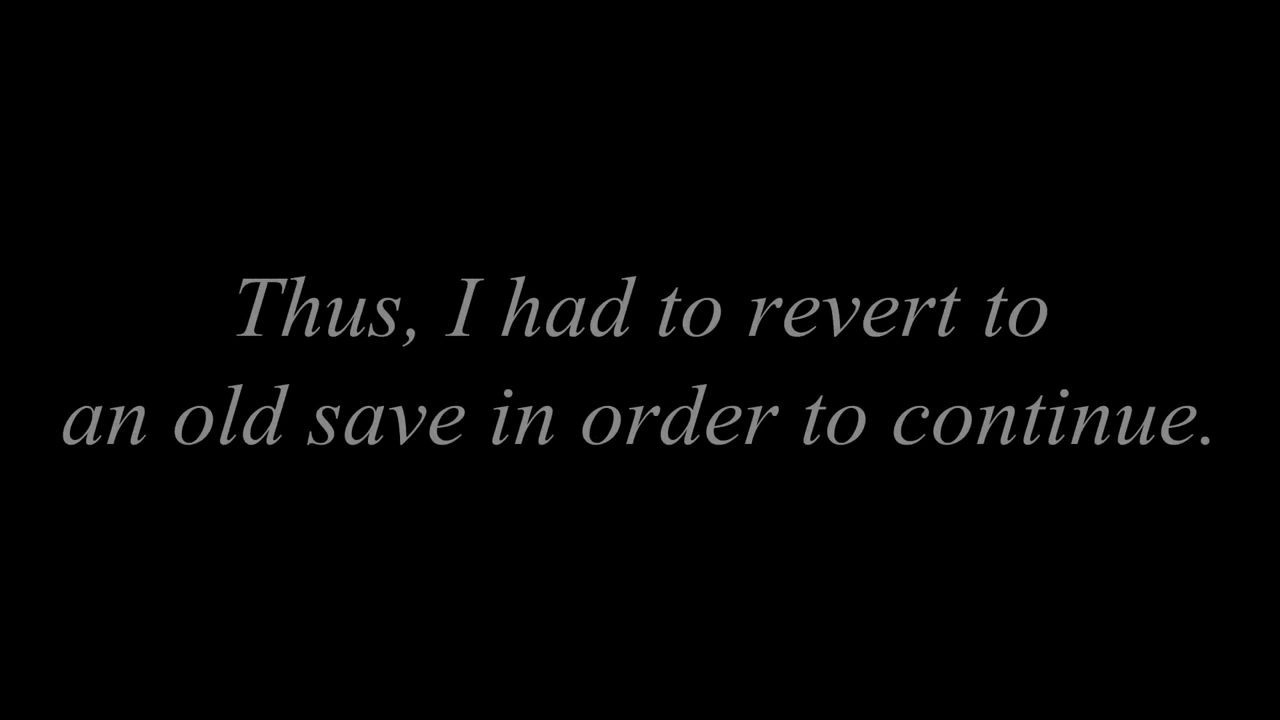 Thus, I had to revert to
an old save in order to continue.